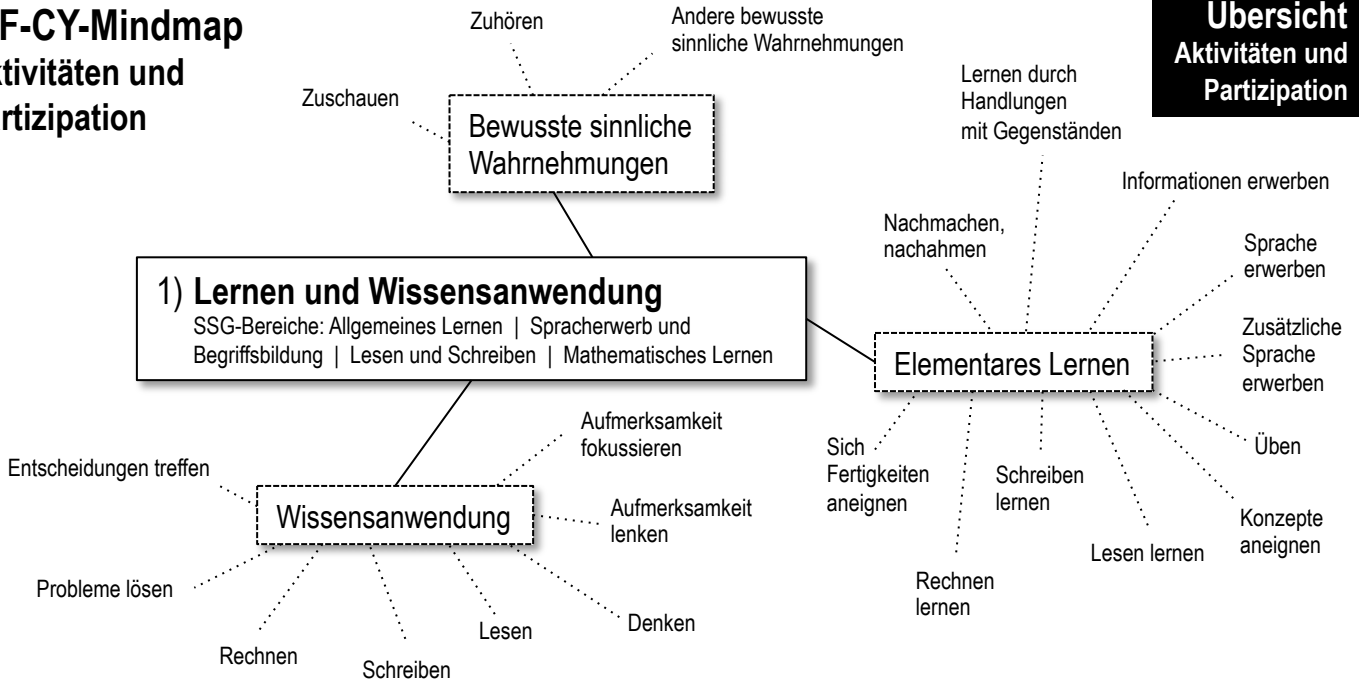 F-CY-Mindmap
ktivitäten und
rtizipation
Übersicht
Aktivitäten und
Partizipation
Zuschauen
Zuhören
Andere bewusste
sinnliche Wahrnehmungen
Bewusste sinnliche
Wahrnehmungen
Lernen durch
Handlungen
mit Gegenständen
Informationen erwerben
Nachmachen,
nachahmen
Sprache
erwerben
Zusätzliche
Sprache
erwerben
1) Lernen und Wissensanwendung
SSG-Bereiche: Allgemeines Lernen | Spracherwerb und
Begriffsbildung | Lesen und Schreiben | Mathematisches Lernen
Elementares Lernen
Üben
Konzepte
aneignen
Lesen lernen
Schreiben
lernen
Rechnen
lernen
Sich
Fertigkeiten
aneignen
Aufmerksamkeit
fokussieren
Entscheidungen treffen
Wissensanwendung
Aufmerksamkeit
lenken
Probleme lösen
Rechnen
Schreiben
Lesen
Denken